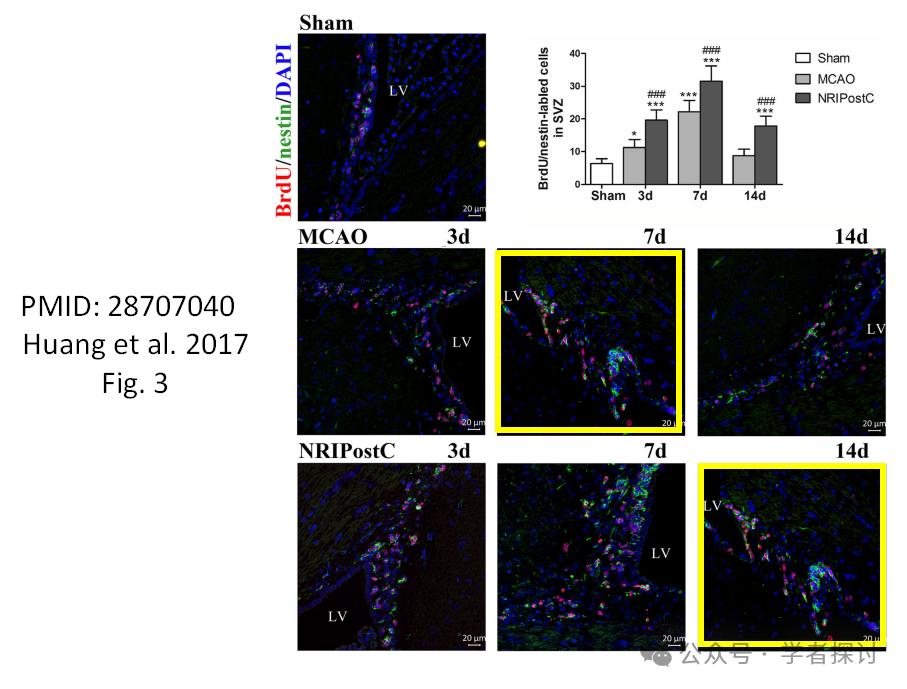 Sham
BrdU/nestin/DAPI
LV
20 μm
BrdU/nestin-labled cells
in SVZ
40
30
20
10
0
*
***
###
***
***
###
***
###
Sham 3d 7d 14d
Sham
MCAO
NRIPostC
MCAO 3d 7d 14d
LV
20 μm
LV
20 μm
LV
20 μm
PMID: 28707040
Huang et al. 2017
Fig. 3
NRIPostC 3d 7d 14d
LV
20 μm
LV
20 μm
LV
20 μm
公众号 · 学者探讨